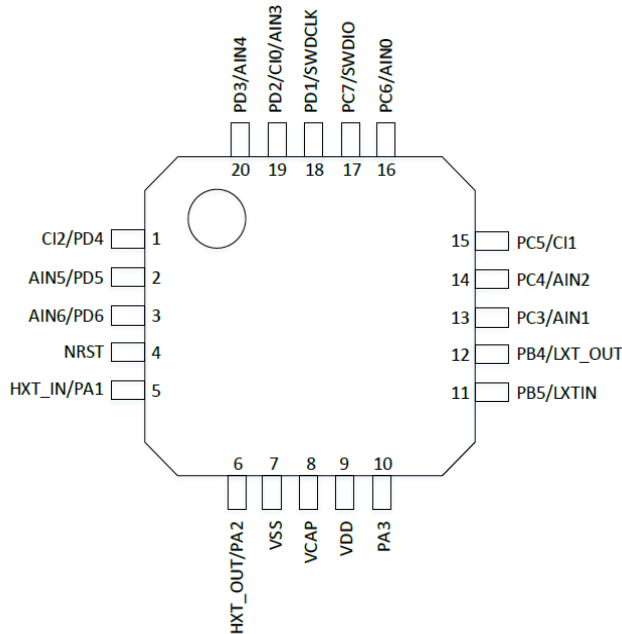 PD3/AIN4
PD2/CI0/AIN3
PD1/SWDCLK
PC7/SWDIO
PC6/AIN0
20 19 18 17 16
CI2/PD4 1
AIN5/PD5 2
AIN6/PD6 3
NRST 4
HXT_IN/PA1 5
15 PC5/CI1
14 PC4/AIN2
13 PC3/AIN1
12 PB4/LXT_OUT
11 PB5/LXTIN
6 7 8 9 10
HXT_OUT/PA2
VSS
VCAP
VDD
PA3